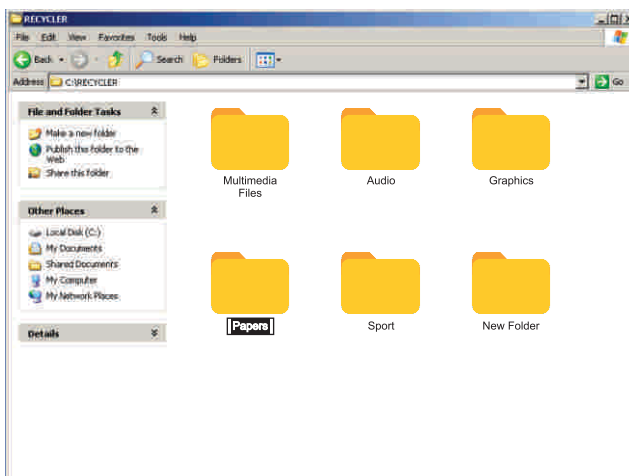 RECYCLER
File Edit View Favorites Tools Help
Back Search Folders
Address C:\RECYCLER Go
File and Folder Tasks
Make a new folder
Publish this folder to the
Web
Share this folder
Other Places
Local Disk (C:)
My Documents
Shared Documents
My Computer
My Network Places
Details
Multimedia
Files
Audio
Graphics
Papers
Sport
New Folder